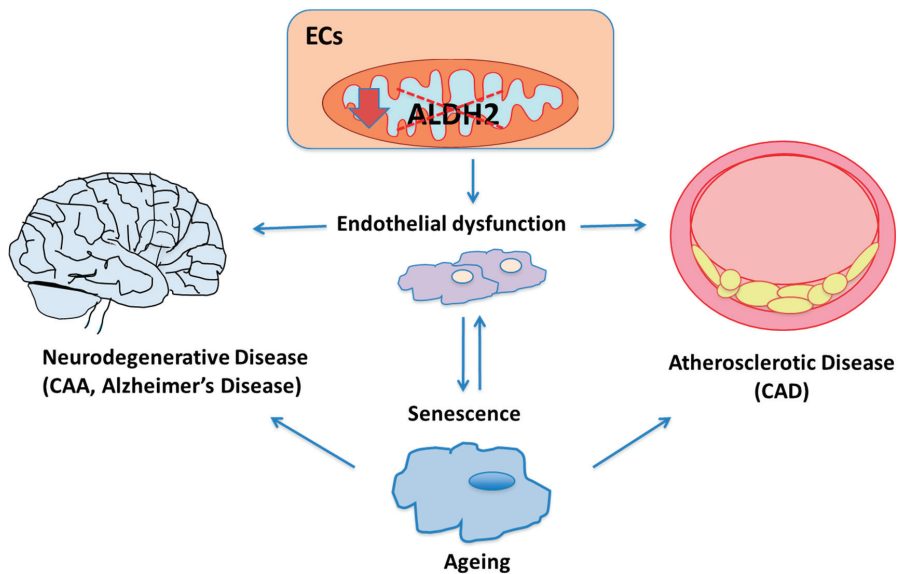 ECs
ALDH2
Endothelial dysfunction
Neurodegenerative Disease
(CAA, Alzheimer’s Disease)
Atherosclerotic Disease
(CAD)
Senescence
Ageing